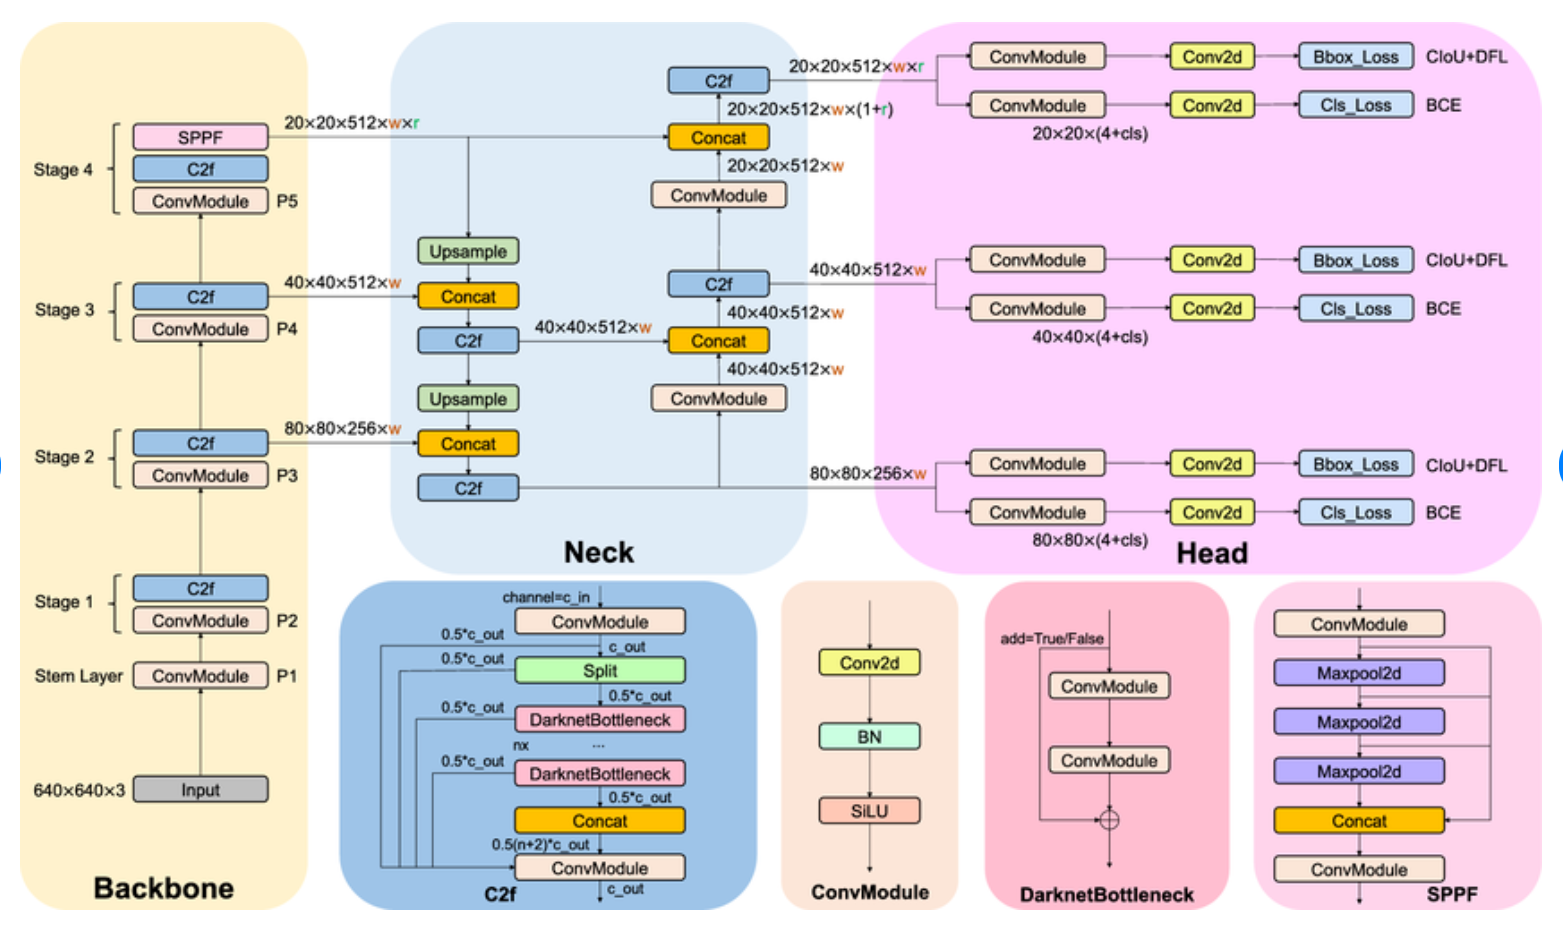 SPPF
C2f
ConvModule
P5
Stage 4
20×20×512×w×r
C2f
ConvModule
P4
Stage 3
40×40×512×w
C2f
ConvModule
P3
Stage 2
80×80×256×w
C2f
ConvModule
P2
Stage 1
Stem Layer
ConvModule
P1
640×640×3
Input
Backbone
Upsample
Concat
C2f
40×40×512×w
Upsample
Concat
C2f
C2f
20×20×512×w×(1+r)
Concat
20×20×512×w
ConvModule
C2f
40×40×512×w
Concat
40×40×512×w
ConvModule
Neck
20×20×512×w×r
ConvModule
Conv2d
Bbox_Loss
CIoU+DFL
ConvModule
Conv2d
Cls_Loss
BCE
20×20×(4+cls)
40×40×512×w
ConvModule
Conv2d
Bbox_Loss
CIoU+DFL
ConvModule
Conv2d
Cls_Loss
BCE
40×40×(4+cls)
80×80×256×w
ConvModule
Conv2d
Bbox_Loss
CIoU+DFL
ConvModule
Conv2d
Cls_Loss
BCE
80×80×(4+cls)
Head
channel=c_in
ConvModule
0.5*c_out
c_out
0.5*c_out
Split
0.5*c_out
0.5*c_out
DarknetBottleneck
nx
...
0.5*c_out
DarknetBottleneck
0.5*c_out
Concat
0.5(n+2)*c_out
ConvModule
c_out
C2f
Conv2d
BN
SiLU
ConvModule
add=True/False
ConvModule
ConvModule
DarknetBottleneck
ConvModule
Maxpool2d
Maxpool2d
Maxpool2d
Concat
ConvModule
SPPF